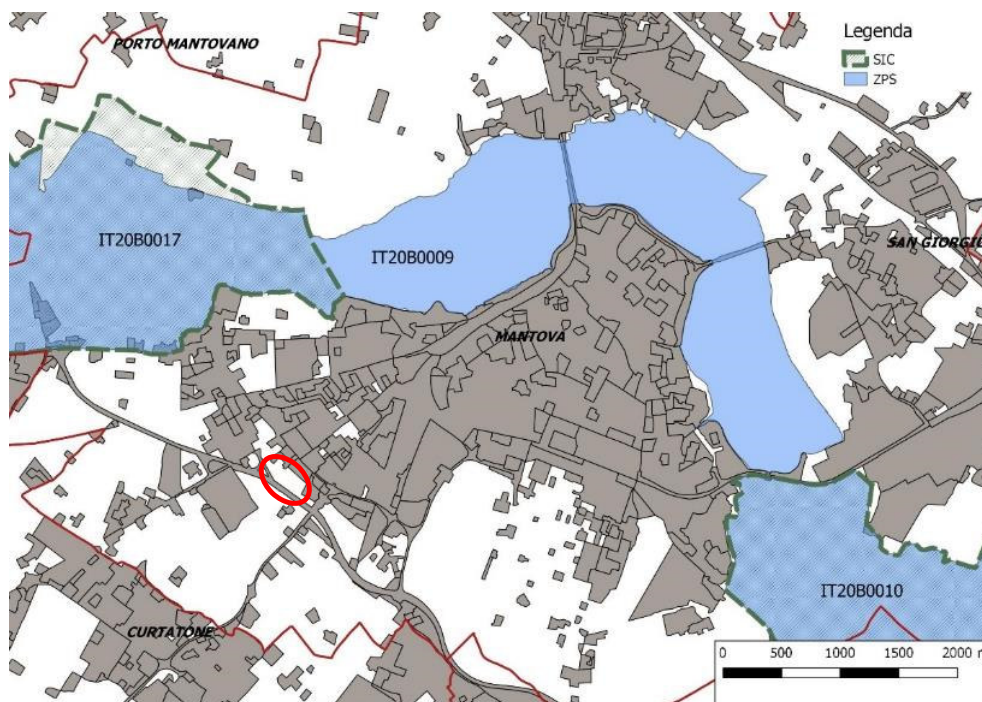 PORTO MANTOVANO
Legenda
SIC
ZPS
IT20B0017
IT20B0009
SAN GIORGIO
MANTOVA
IT20B0010
CURTATONE
0 500 1000 1500 2000 m